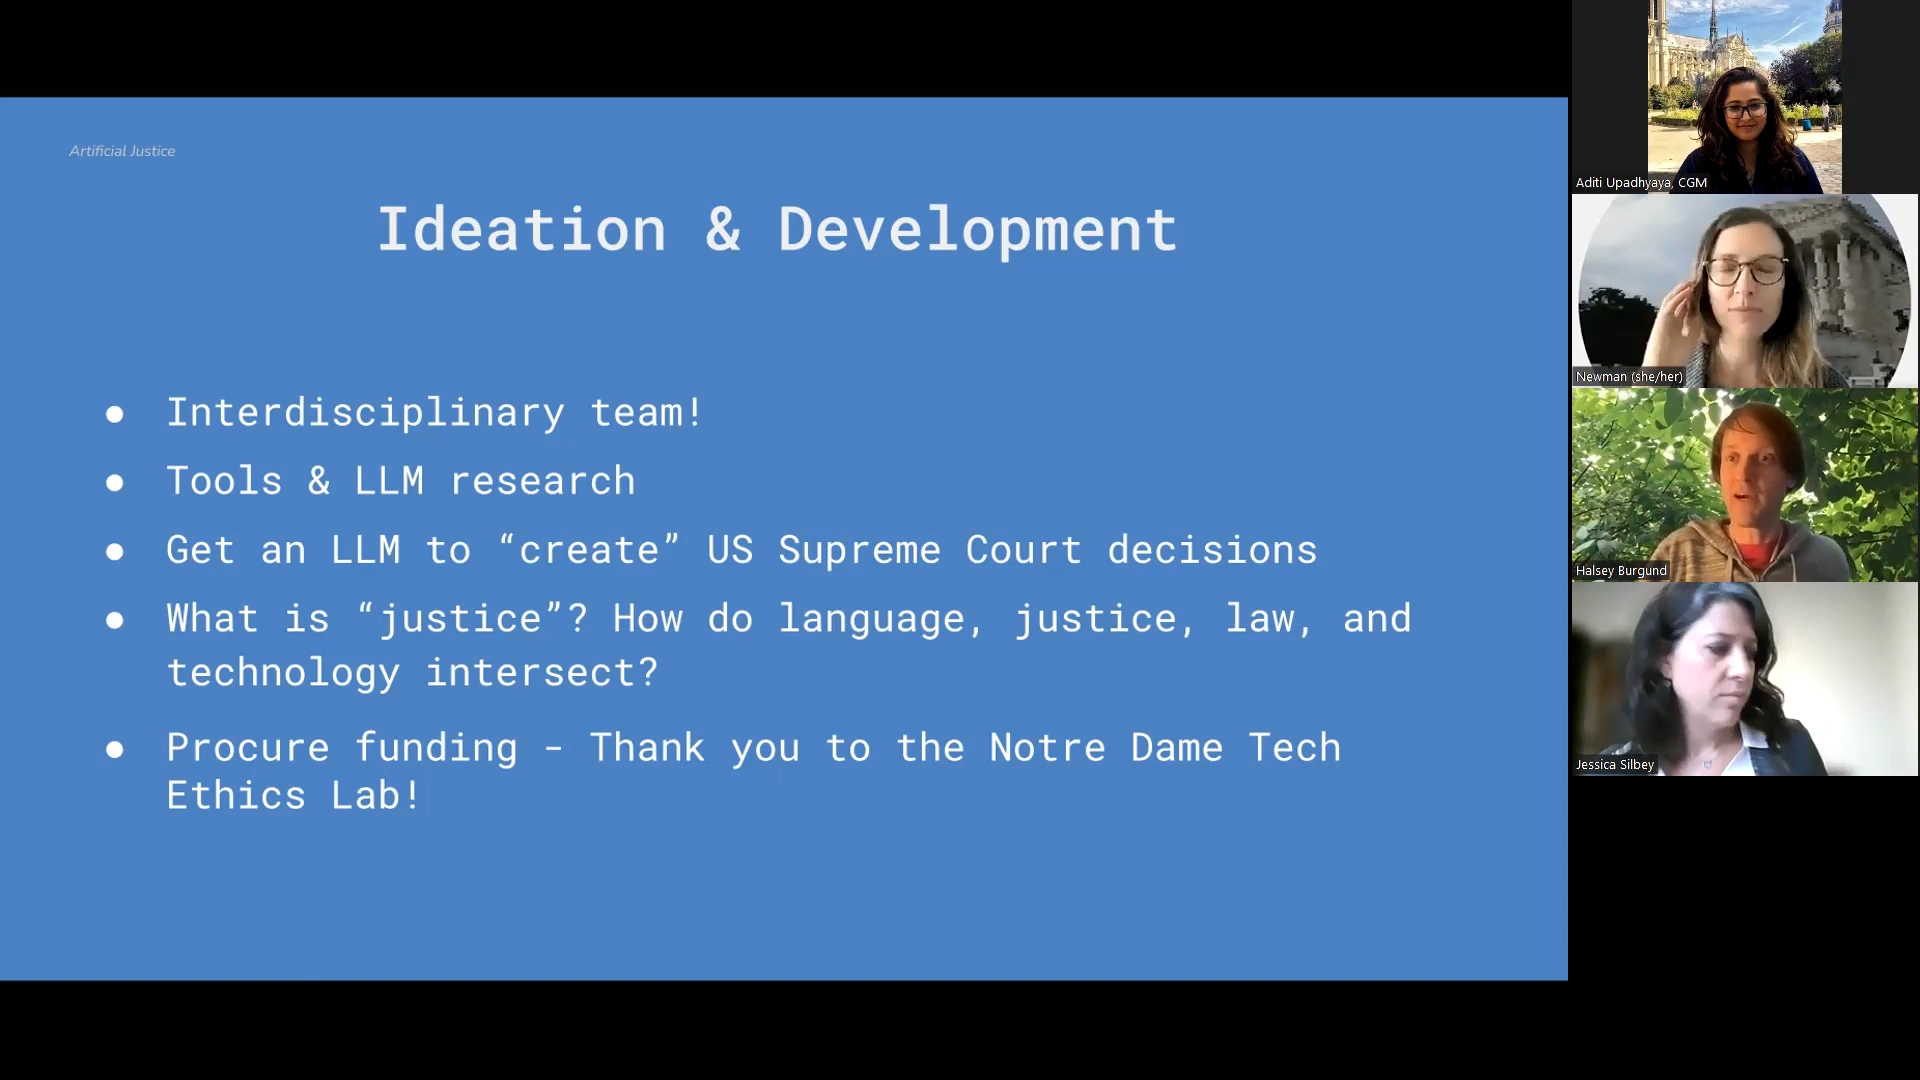 Artificial Justice
Ideation & Development
● Interdisciplinary team!
● Tools & LLM research
● Get an LLM to “create” US Supreme Court decisions
● What is “justice”? How do language, justice, law, and
technology intersect?
● Procure funding - Thank you to the Notre Dame Tech
Ethics Lab!
Aditi Upadhyaya, CGM
Newman (she/her)
Halsey Burgund
Jessica Silbey